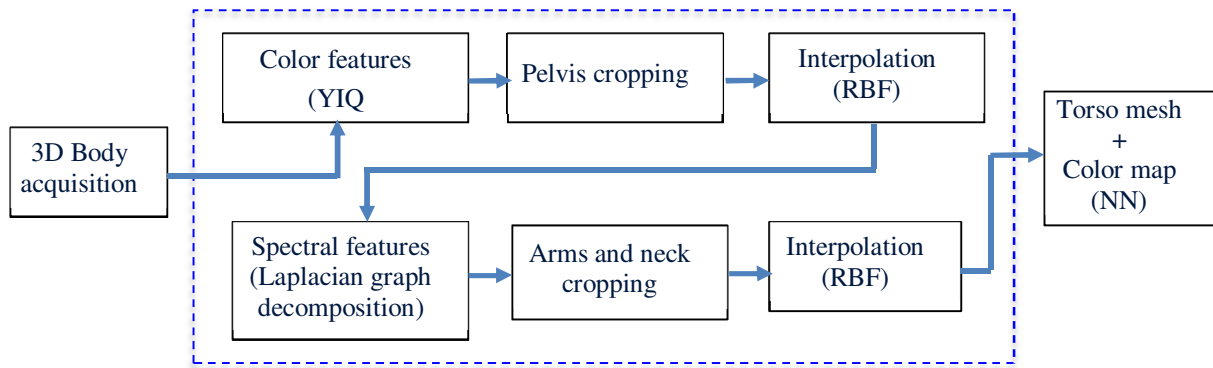 3D Body
acquisition
Color features
(YIQ
Pelvis cropping
Interpolation
(RBF)
Spectral features
(Laplacian graph
decomposition)
Arms and neck
cropping
Interpolation
(RBF)
Torso mesh
+
Color map
(NN)